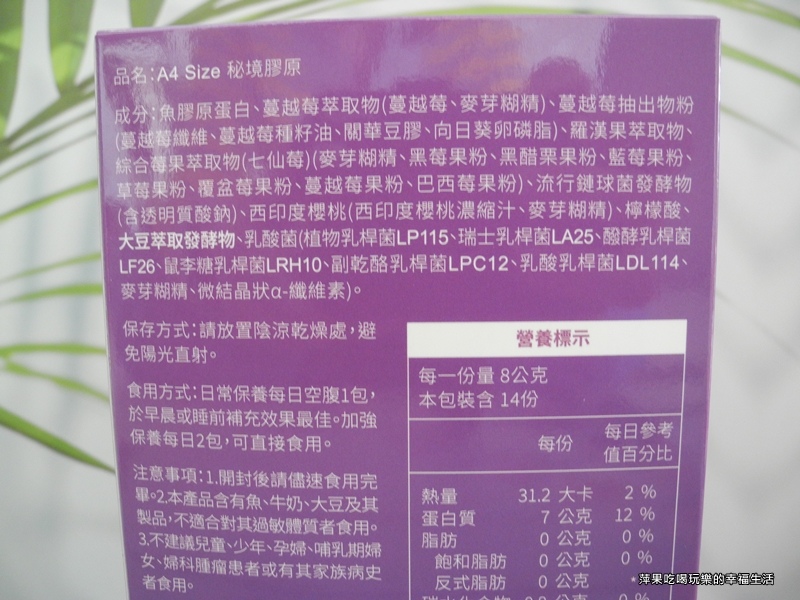 品名：A4 Size 秘境膠原
成分：魚膠原蛋白、蔓越莓萃取物(蔓越莓、麥芽糊精)、蔓越莓抽出物粉
(蔓越莓纖維、蔓越莓種籽油、關華豆膠、向日葵卵磷脂)、羅漢果萃取物、
綜合莓果萃取物(七仙莓)(麥芽糊精、黑莓果粉、黑醋栗果粉、藍莓果粉、
草莓果粉、覆盆莓果粉、蔓越莓果粉、巴西莓果粉)、流行鏈球菌發酵物
(含透明質酸鈉)、西印度櫻桃(西印度櫻桃濃縮汁、麥芽糊精)、檸檬酸、
大豆萃取發酵物、乳酸菌(植物乳桿菌LP115、瑞士乳桿菌LA25、醱酵乳桿菌
LF26、鼠李糖乳桿菌LRH10、副乾酪乳桿菌LPC12、乳酸乳桿菌LDL114、
麥芽糊精、微結晶狀α-纖維素)。
保存方式：請放置陰涼乾燥處，避
免陽光直射。
食用方式：日常保養每日空腹1包，
於早晨或睡前補充效果最佳。加強
保養每日2包，可直接食用。
注意事項：1.開封後請儘速食用完
畢。2.本產品含有魚、牛奶、大豆及其
製品，不適合對其過敏體質者食用。
3.不建議兒童、少年、孕婦、哺乳期婦
女、婦科腫瘤患者或有其家族病史
者食用。
營養標示
每一份量 8公克
本包裝含 14份
每份 每日參考值百分比
熱量 31.2 大卡 2 %
蛋白質 7 公克 12 %
脂肪 0 公克 0 %
飽和脂肪 0 公克 0 %
反式脂肪 0 公克
*萍果吃喝玩樂的幸福生活